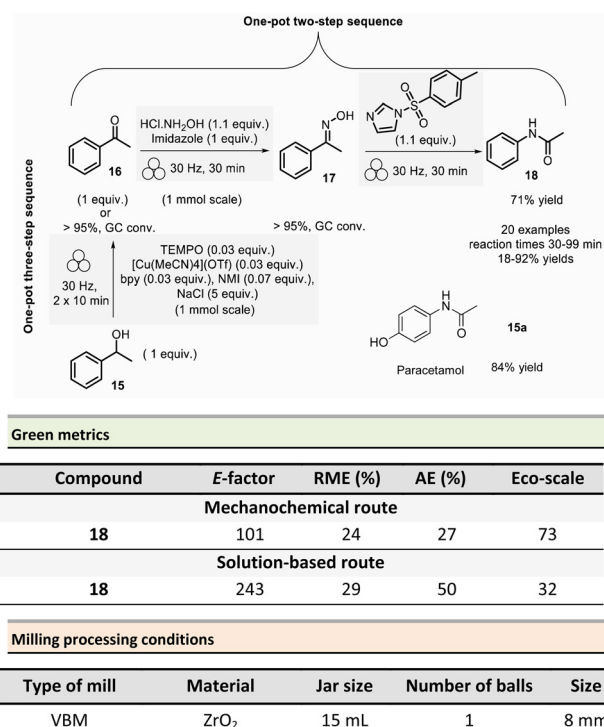 One-pot two-step sequence
One-pot three-step sequence
O
16
(1 equiv.)
or
> 95%, GC conv.
HCl.NH2OH (1.1 equiv.)
Imidazole (1 equiv.)
30 Hz, 30 min
(1 mmol scale)
N OH
17
> 95%, GC conv.
N N S O O
(1.1 equiv.)
30 Hz, 30 min
H
N
O
18
71% yield
20 examples
reaction times 30-99 min
18-92% yields
30 Hz,
2 x 10 min
TEMPO (0.03 equiv.)
[Cu(MeCN)4](OTf) (0.03 equiv.)
bpy (0.03 equiv.), NMI (0.07 equiv.),
NaCl (5 equiv.)
(1 mmol scale)
OH
( 1 equiv.)
15
H
N
O
HO
15a
Paracetamol 84% yield
Green metrics
Compound E-factor RME (%) AE (%) Eco-scale
Mechanochemical route
18 101 24 27 73
Solution-based route
18 243 29 50 32
Milling processing conditions
Type of mill Material Jar size Number of balls Size
VBM ZrO2 15 mL 1 8 mm